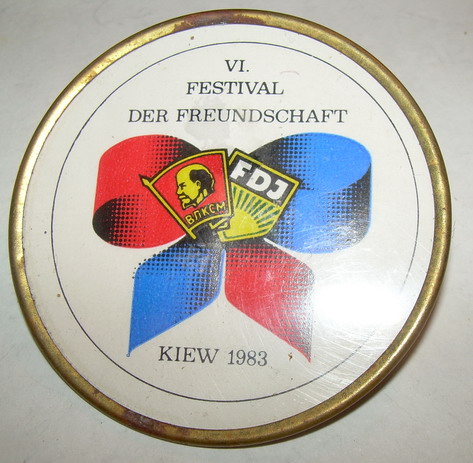 VI.
FESTIVAL
DER FREUNDSCHAFT
ВЛКСМ
FDJ
KIEW 1983